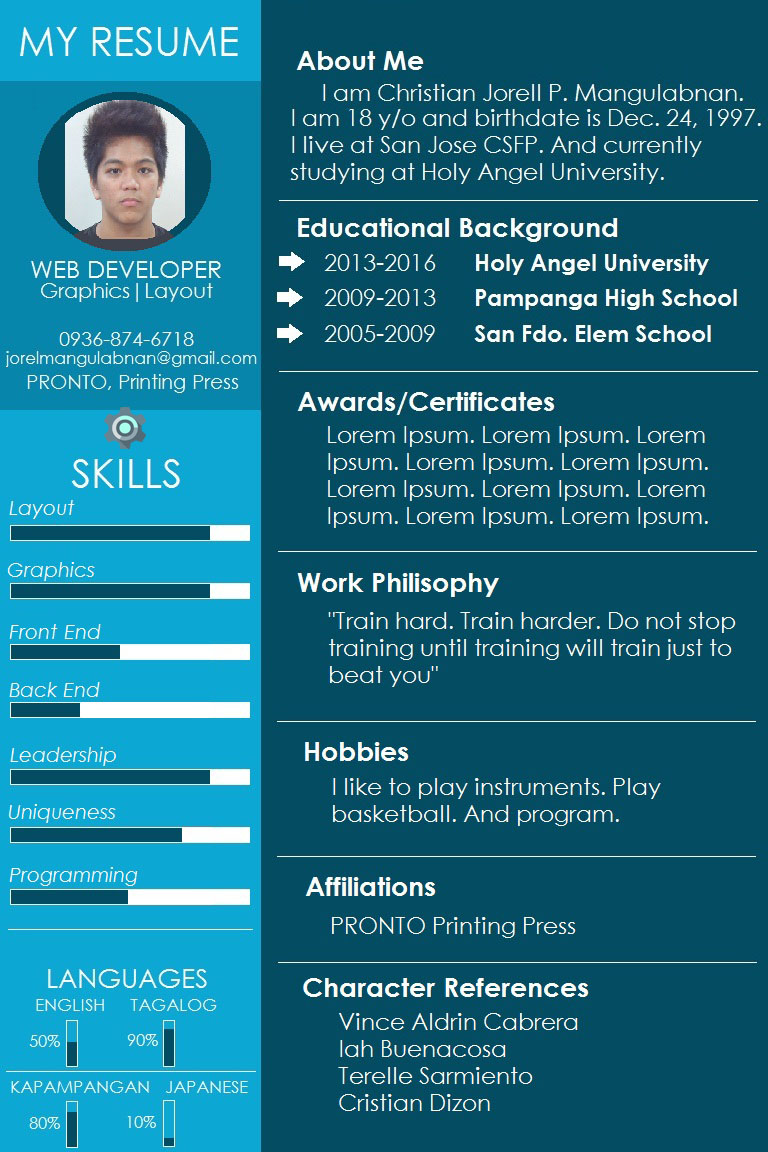 MY RESUME
WEB DEVELOPER
Graphics|Layout
0936-874-6718
jorelmangulabnan@gmail.com
PRONTO, Printing Press
SKILLS
Layout
Graphics
Front End
Back End
Leadership
Uniqueness
Programming
LANGUAGES
ENGLISH TAGALOG
50% 90%
KAPAMPANGAN JAPANESE
80% 10%
About Me
I am Christian Jorell P. Mangulabnan.
I am 18 y/o and birthdate is Dec. 24, 1997.
I live at San Jose CSFP. And currently
studying at Holy Angel University.
Educational Background
2013-2016 Holy Angel University
2009-2013 Pampanga High School
2005-2009 San Fdo. Elem School
Awards/Certificates
Lorem Ipsum. Lorem Ipsum. Lorem
Ipsum. Lorem Ipsum. Lorem Ipsum.
Lorem Ipsum. Lorem Ipsum. Lorem
Ipsum. Lorem Ipsum. Lorem Ipsum.
Work Philisophy
"Train hard. Train harder. Do not stop
training until training will train just to
beat you"
Hobbies
I like to play instruments. Play
basketball. And program.
Affiliations
PRONTO Printing Press
Character References
Vince Aldrin Cabrera
Iah Buenacosa
Terelle Sarmiento
Cristian Dizon